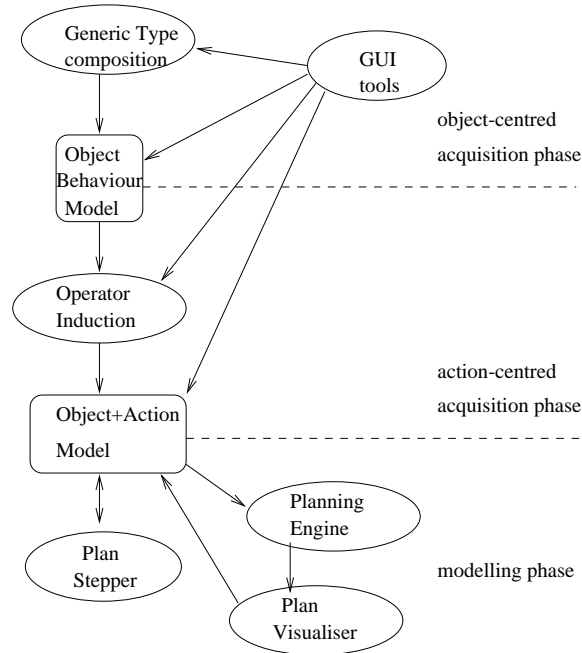 Generic Type
composition
GUI
tools
object-centred
acquisition phase
Object
Behaviour
Model
Operator
Induction
action-centred
acquisition phase
Object+Action
Model
Planning
Engine
Plan
Stepper
modelling phase
Plan
Visualiser